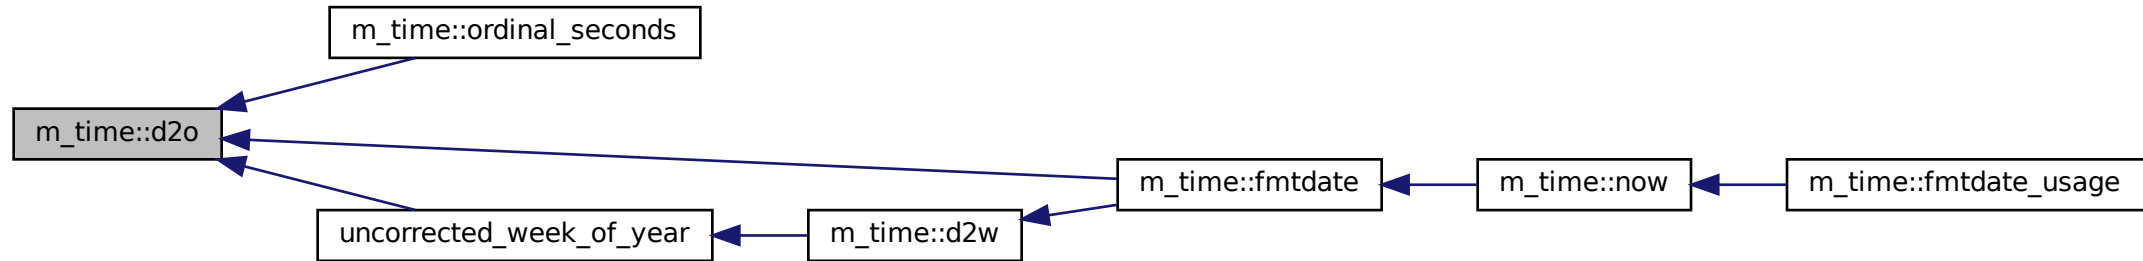 m_time::ordinal_seconds
m_time::d2o
m_time::fmtdate
m_time::now
m_time::fmtdate_usage
uncorrected_week_of_year
m_time::d2w